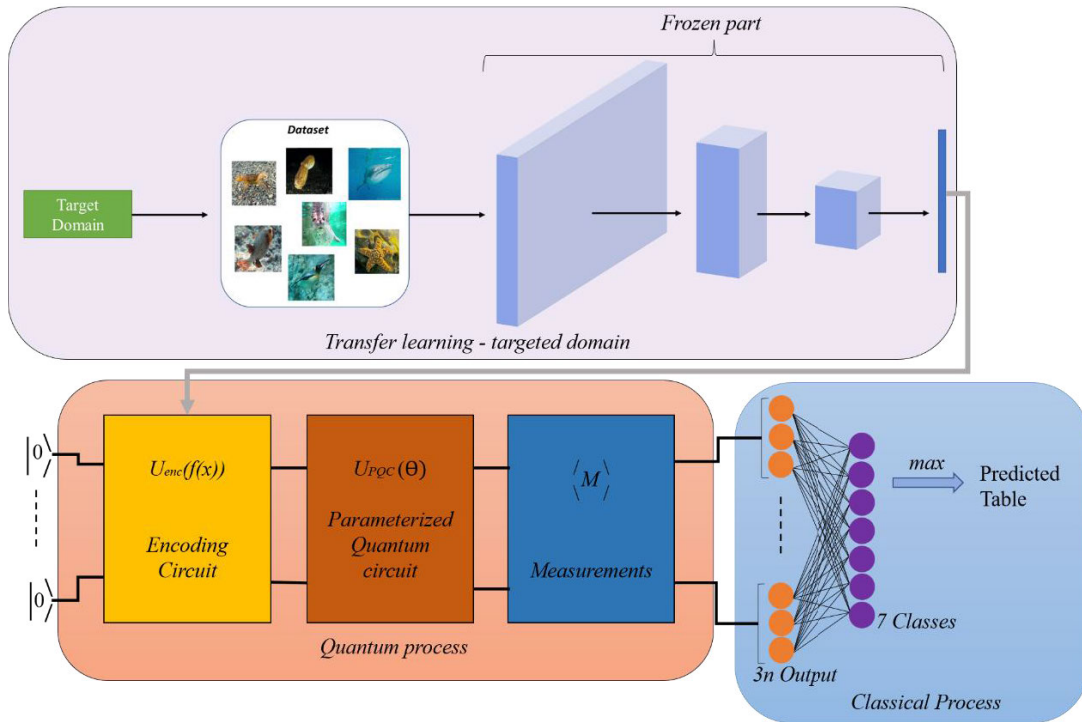 Frozen part
Dataset
Target
Domain
Transfer learning - targeted domain
|0⟩
|0⟩
Uenc(f(x))
Encoding
Circuit
UPQC(Θ)
Parameterized
Quantum
circuit
⟨M⟩
Measurements
Quantum process
max
Predicted
Table
7 Classes
3n Output
Classical Process